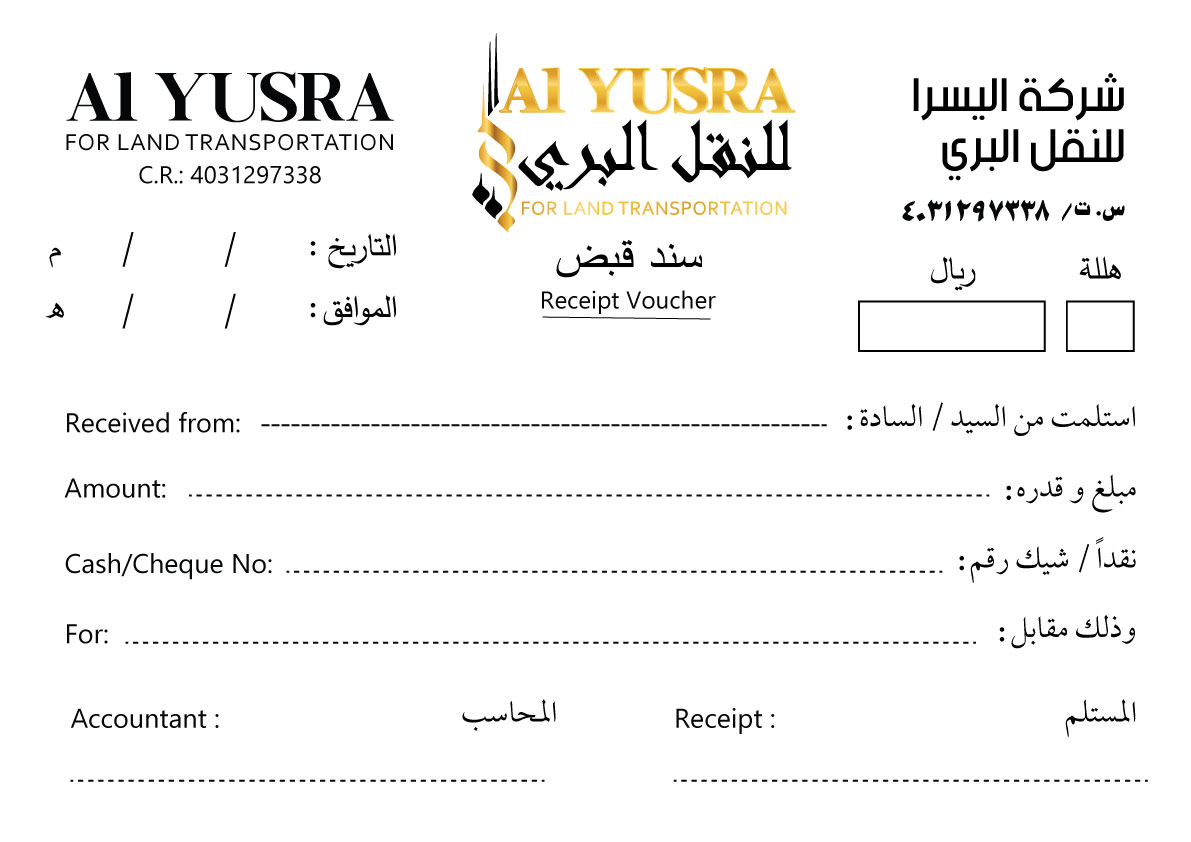 Al YUSRA
FOR LAND TRANSPORTATION
C.R.: 4031297338
Al YUSRA
للنقل البري
FOR LAND TRANSPORTATION
شركة اليسرا
للنقل البري
س.ت/ ٤٠٣١٢٩٧٣٣٨
التاريخ : / / م
الموافق: / / ه
سند قبض
Receipt Voucher
ريال هللة
Received from: استلمت من السيد / السادة:
Amount: مبلغ و قدره:
Cash/Cheque No: نقداً / شيك رقم:
For: وذلك مقابل:
Accountant : المحاسب
Receipt : المستلم